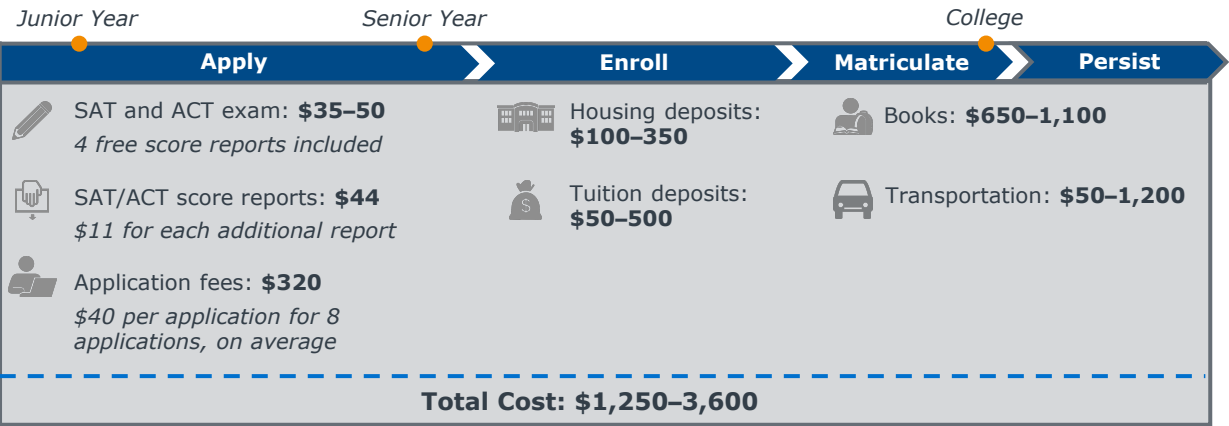 Junior Year
Senior Year
College
Apply
Enroll
Matriculate
Persist
SAT and ACT exam: $35–50
4 free score reports included
SAT/ACT score reports: $44
$11 for each additional report
Application fees: $320
$40 per application for 8
applications, on average
Housing deposits:
$100–350
Tuition deposits:
$50–500
Books: $650–1,100
Transportation: $50–1,200
Total Cost: $1,250–3,600